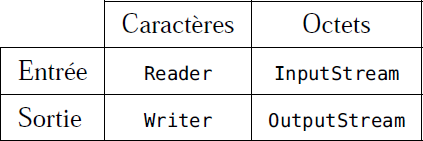 Caractères Octets
Entrée Reader InputStream
Sortie Writer OutputStream